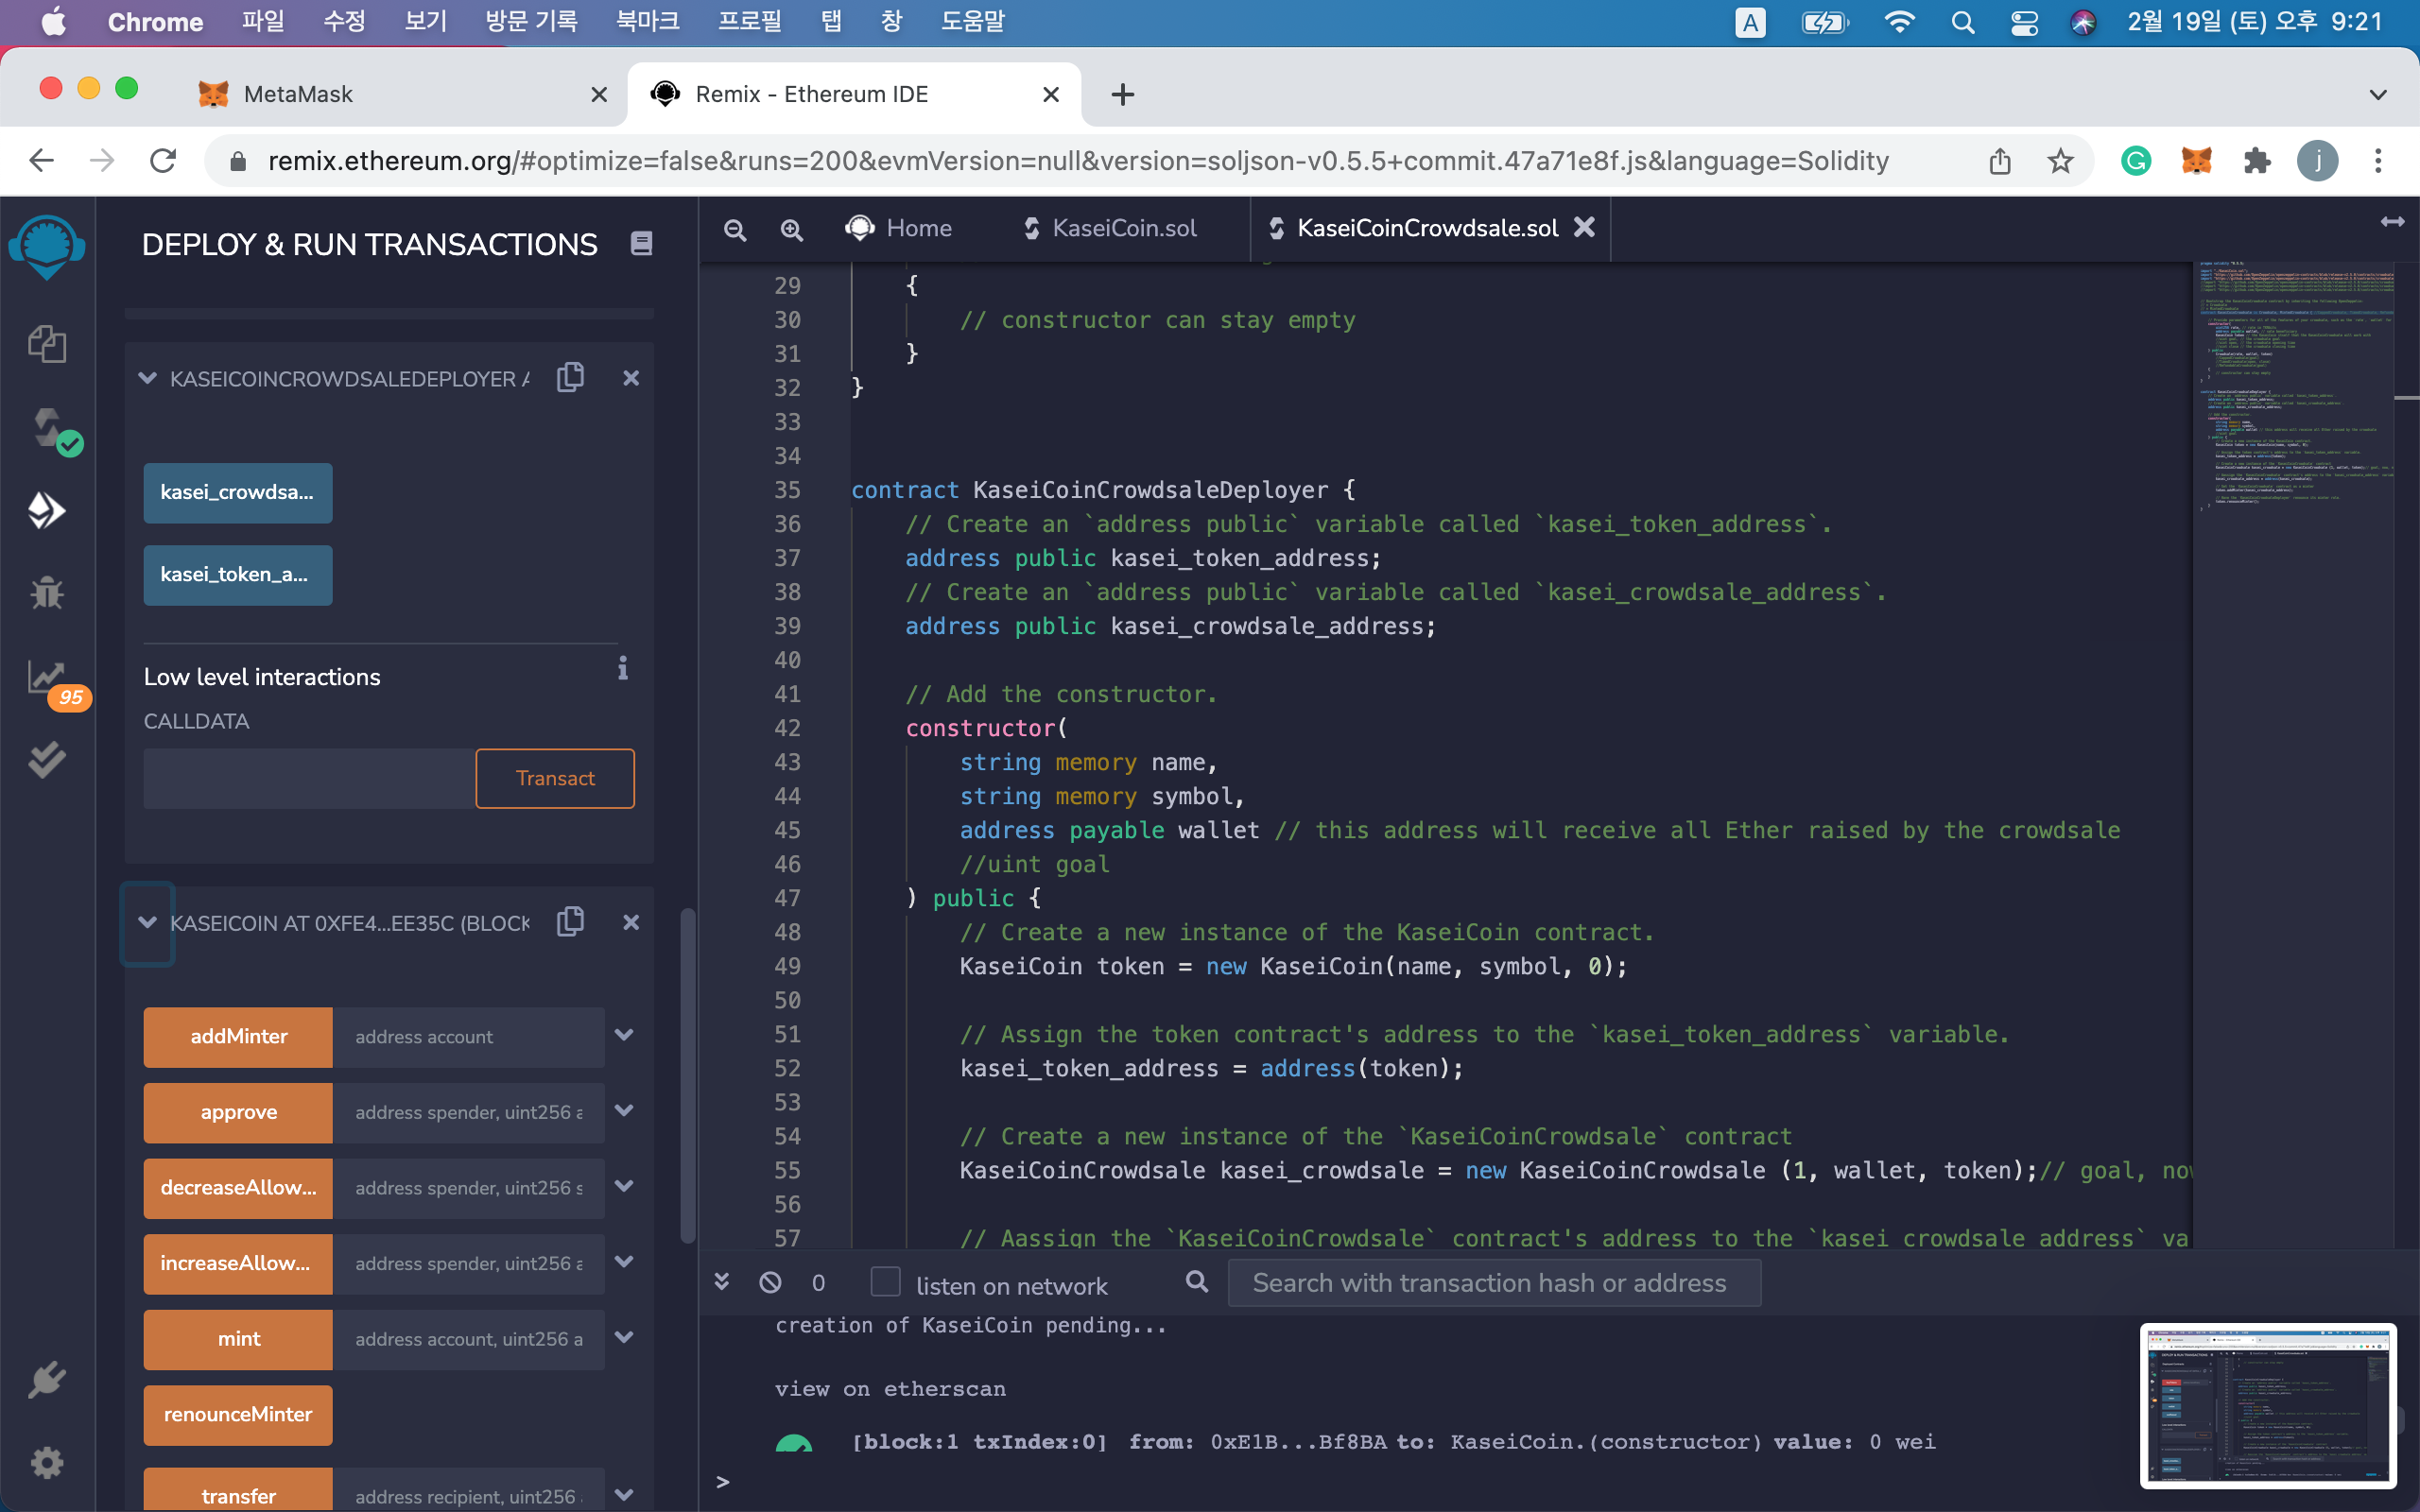 Chrome 파일 수정 보기 방문 기록 북마크 프로필 탭 창 도움말 A 2월 19일 (토) 오후 9:21
MetaMask
Remix - Ethereum IDE
remix.ethereum.org/#optimize=false&runs=200&evmVersion=null&version=soljson-v0.5.5+commit.47a71e8f.js&language=Solidity
j
DEPLOY & RUN TRANSACTIONS
KASEICOINCROWDSALEDEPLOYER A
kasei_crowdsa...
kasei_token_a...
Low level interactions
CALLDATA
Transact
95
KASEICOIN AT 0XFE4...EE35C (BLOCK
addMinter address account
approve address spender, uint256 a
decreaseAllow... address spender, uint256 s
increaseAllow... address spender, uint256 a
mint address account, uint256 a
renounceMinter
transfer address recipient, uint256
Home
KaseiCoin.sol
KaseiCoinCrowdsale.sol
29 {
30 // constructor can stay empty
31 }
32 }
33
34
35 contract KaseiCoinCrowdsaleDeployer {
36 // Create an `address public` variable called `kasei_token_address`.
37 address public kasei_token_address;
38 // Create an `address public` variable called `kasei_crowdsale_address`.
39 address public kasei_crowdsale_address;
40
41 // Add the constructor.
42 constructor(
43 string memory name,
44 string memory symbol,
45 address payable wallet // this address will receive all Ether raised by the crowdsale
46 //uint goal
47 ) public {
48 // Create a new instance of the KaseiCoin contract.
49 KaseiCoin token = new KaseiCoin(name, symbol, 0);
50
51 // Assign the token contract's address to the `kasei_token_address` variable.
52 kasei_token_address = address(token);
53
54 // Create a new instance of the `KaseiCoinCrowdsale` contract
55 KaseiCoinCrowdsale kasei_crowdsale = new KaseiCoinCrowdsale (1, wallet, token);// goal, now
56
57 // Aassign the `KaseiCoinCrowdsale` contract's address to the `kasei_crowdsale_address` va
0 listen on network Search with transaction hash or address
creation of KaseiCoin pending...
view on etherscan
[block:1 txIndex:0] from: 0xE1B...Bf8BA to: KaseiCoin.(constructor) value: 0 wei
>